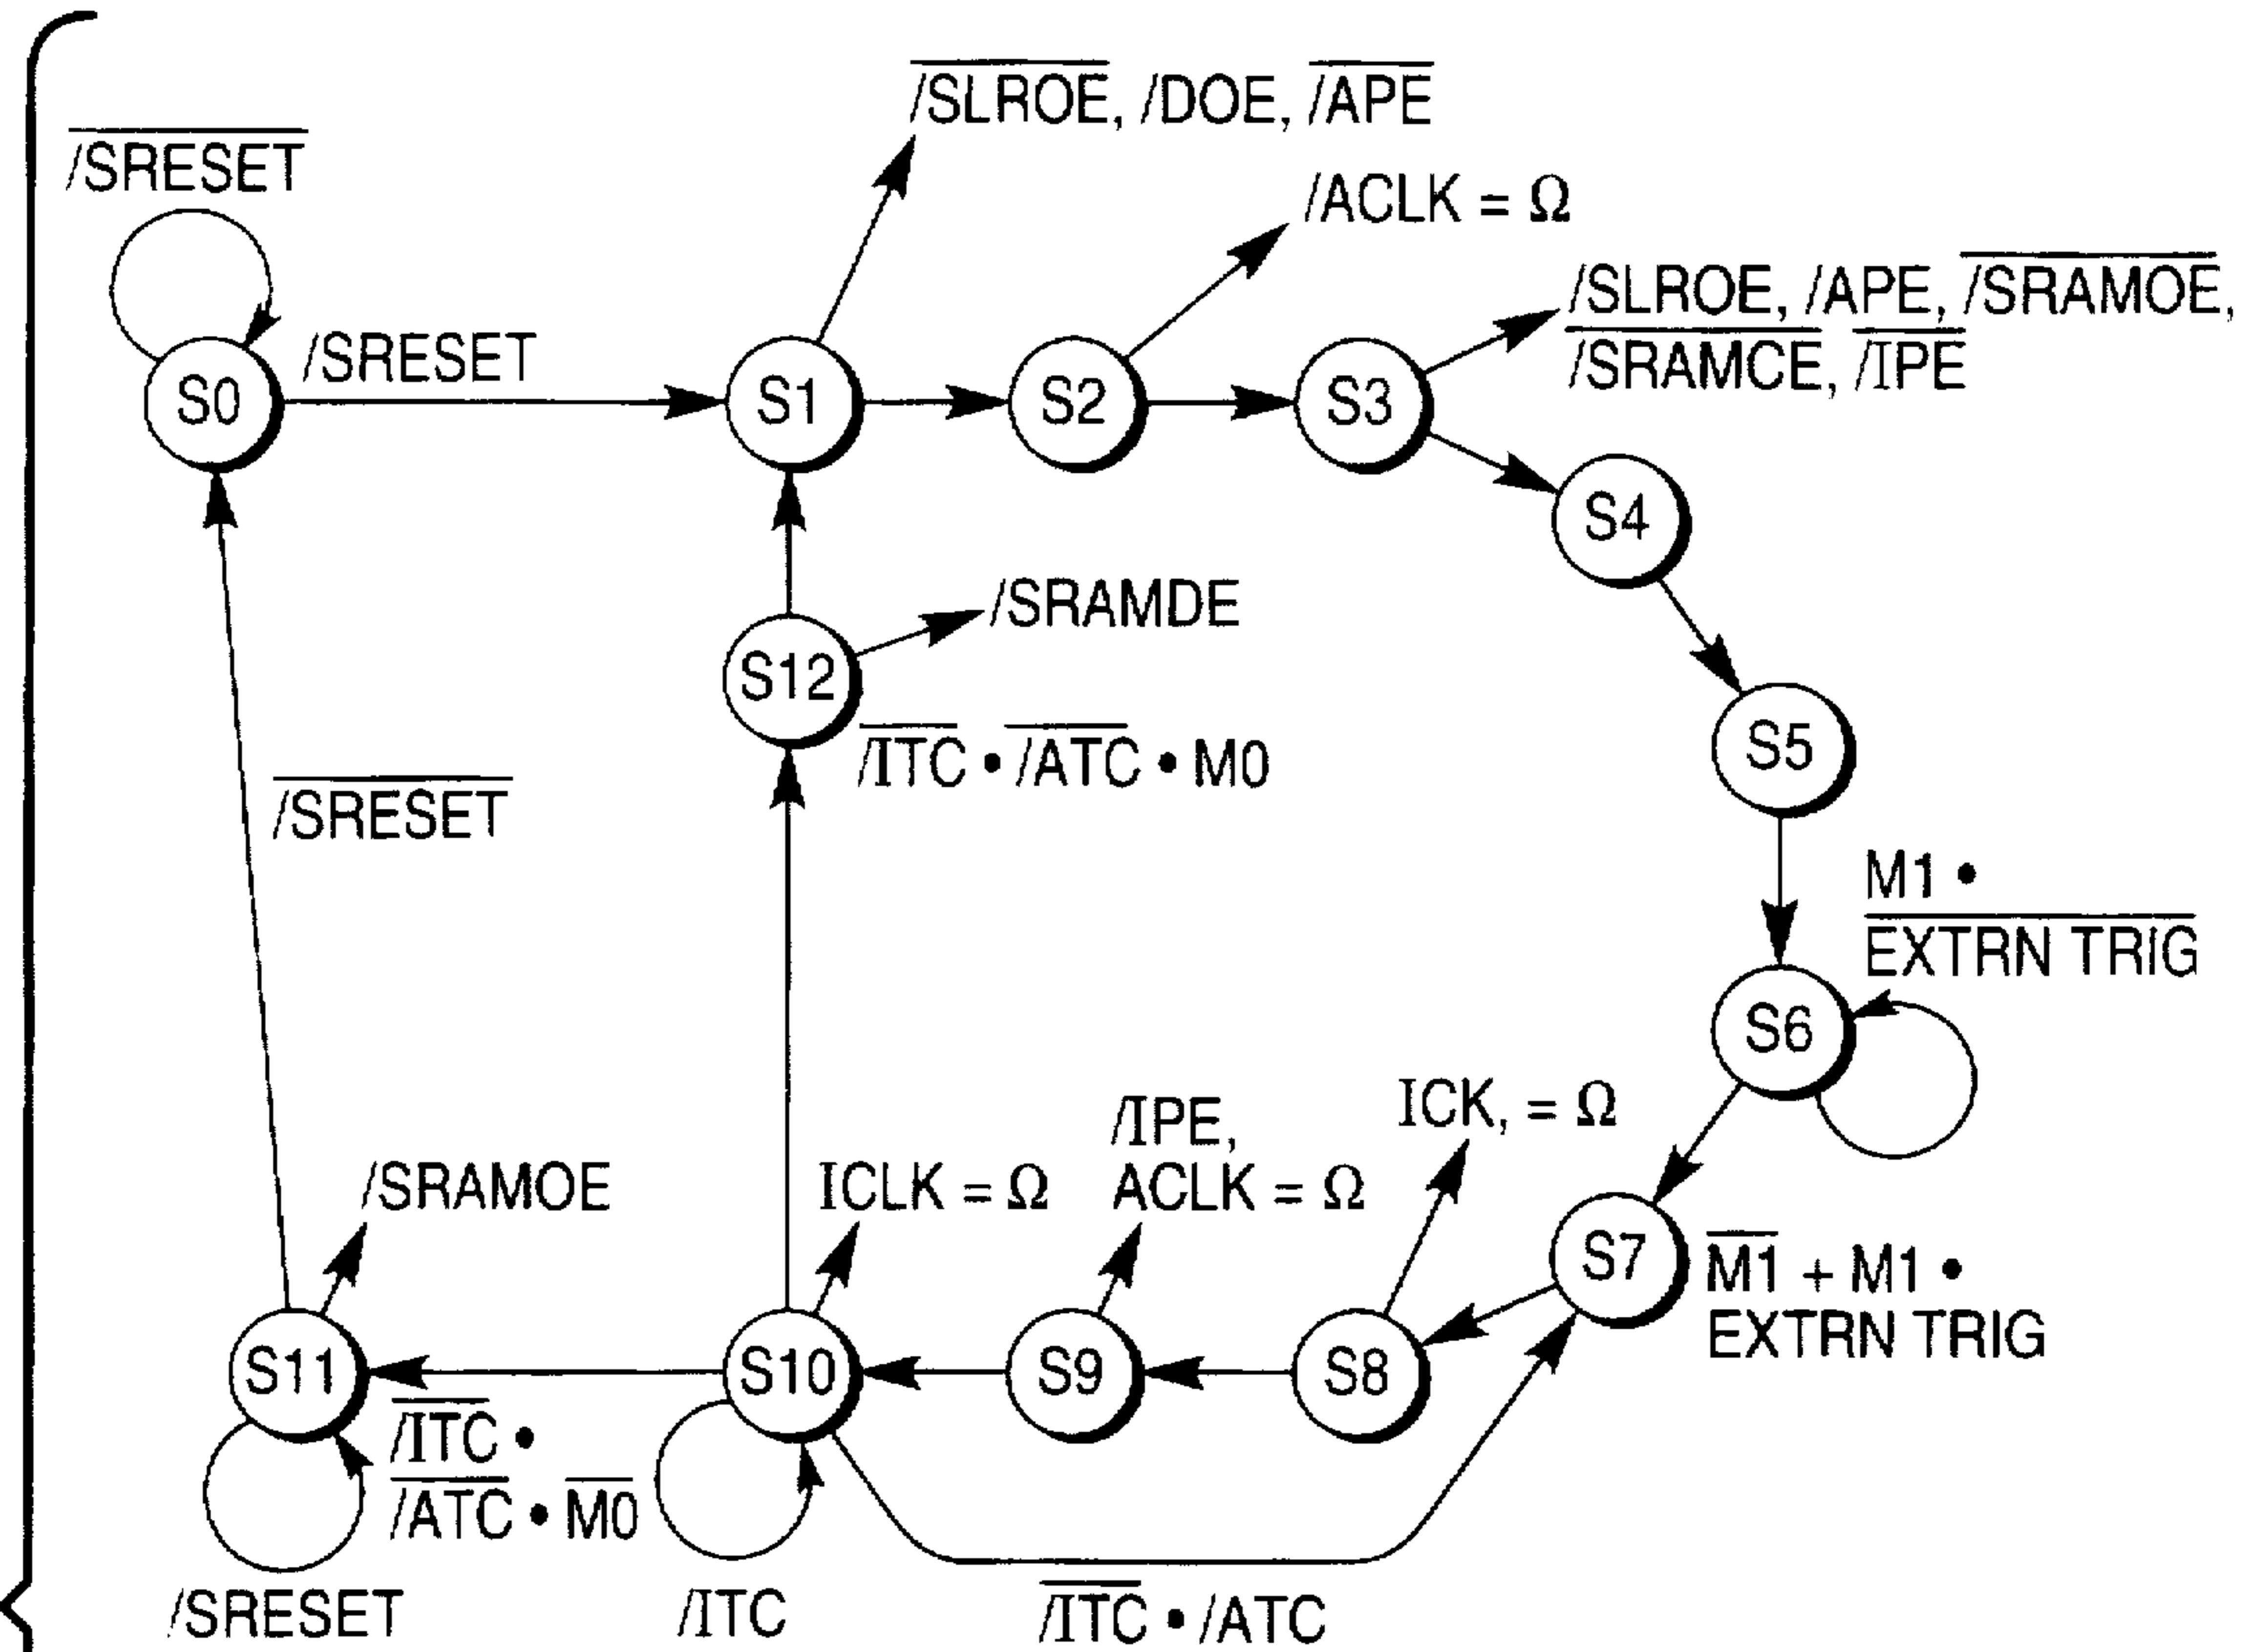 /SLROE, /DOE, /APE
/SRESET
/ACLK = Ω
/SLROE, /APE, /SRAMOE,
/SRAMCE, /IPE
/SRESET
S0
S1
S2
S3
S4
/SRAMDE
S12
/ITC • /ATC • M0
S5
/SRESET
M1 •
EXTRN TRIG
S6
ICK, = Ω
/IPE,
ACLK = Ω
ICLK = Ω
/SRAMOE
S7
M1 + M1 •
EXTRN TRIG
S11
S10
S9
S8
/ITC •
/ATC • M0
/SRESET
/ITC
/ITC • /ATC